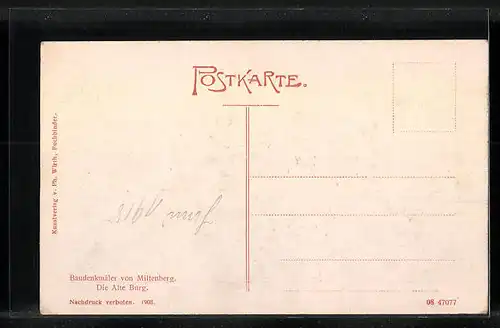 POSTKARTE.
Kunstverlag v. Ph. Wirth, Buchbinder.
Baudenkmäler von Miltenberg.
Die Alte Burg.
Nachdruck verboten. 1908.
08 47077